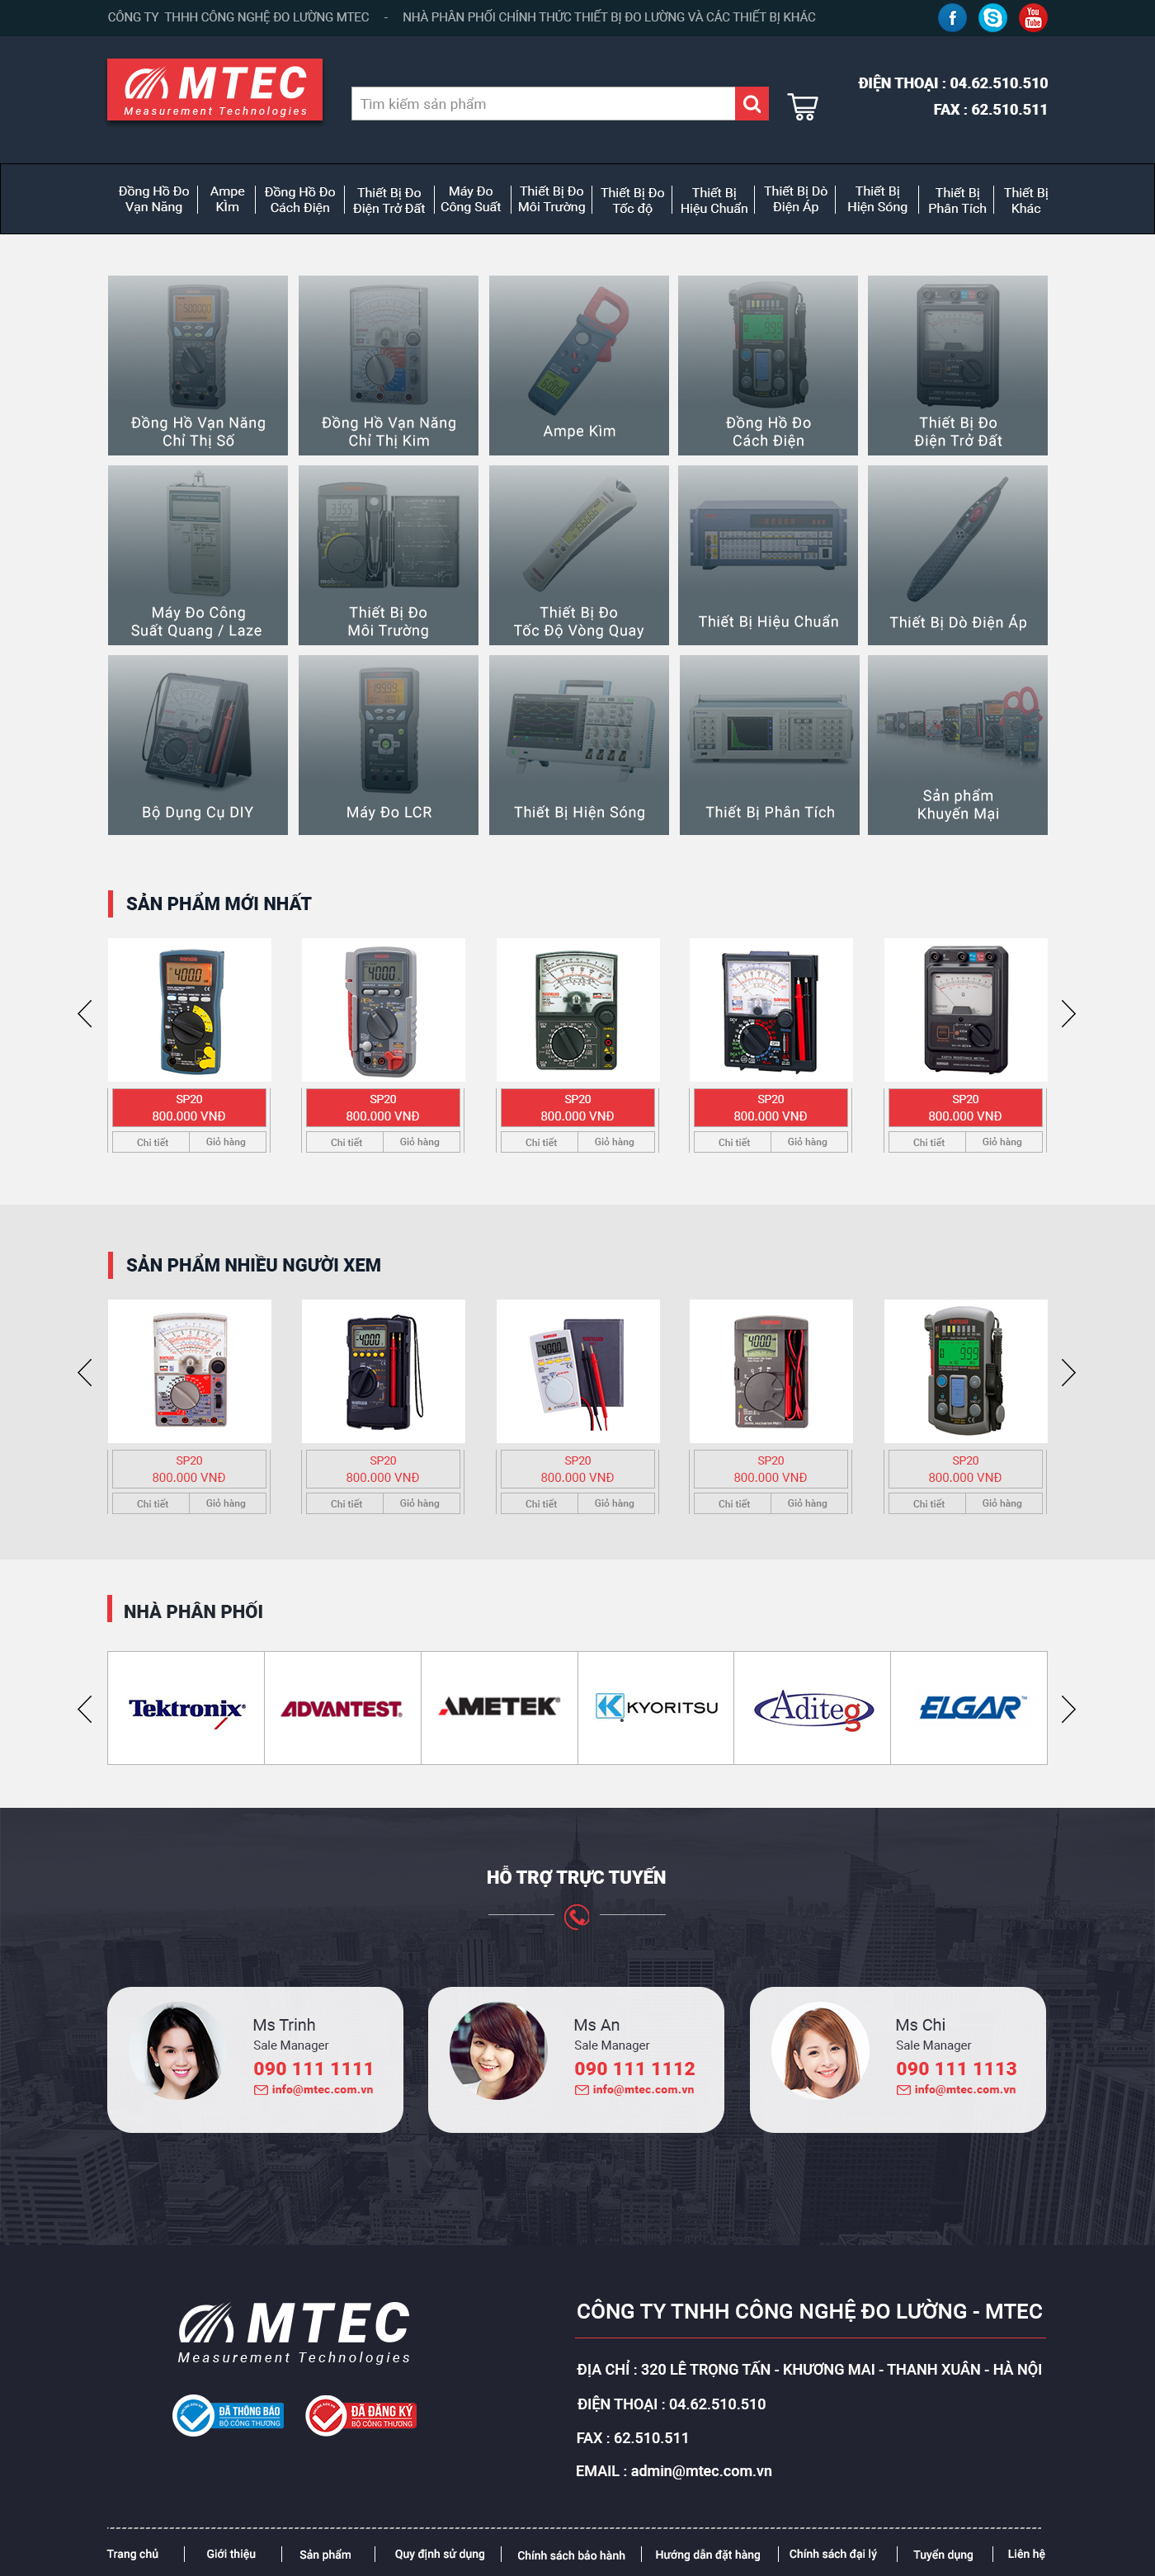 CÔNG TY THHH CÔNG NGHỆ ĐO LƯỜNG MTEC - NHÀ PHÂN PHỐI CHÍNH THỨC THIẾT BỊ ĐO LƯỜNG VÀ CÁC THIẾT BỊ KHÁC
You Tube
MTEC
Measurement Technologies
Tìm kiếm sản phẩm
ĐIỆN THOẠI : 04.62.510.510
FAX : 62.510.511
Đồng Hồ Đo
Vạn Năng
Ampe
KÌm
Đồng Hồ Đo
Cách Điện
Thiết Bị Đo
Điện Trở Đất
Máy Đo
Công Suất
Thiết Bị Đo
Môi Trường
Thiết Bị Đo
Tốc độ
Thiết Bị
Hiệu Chuẩn
Thiết Bị Dò
Điện Áp
Thiết Bị
Hiện Sóng
Thiết Bị
Phân Tích
Thiết Bị
Khác
Đồng Hồ Vạn Năng
Chỉ Thị Số
Đồng Hồ Vạn Năng
Chỉ Thị Kim
Ampe Kìm
Đồng Hồ Đo
Cách Điện
Thiết Bị Đo
Điện Trở Đất
Máy Đo Công
Suất Quang / Laze
Thiết Bị Đo
Môi Trường
Thiết Bị Đo
Tốc Độ Vòng Quay
Thiết Bị Hiệu Chuẩn
Thiết Bị Dò Điện Áp
Bộ Dụng Cụ DIY
Máy Đo LCR
Thiết Bị Hiện Sóng
Thiết Bị Phân Tích
Sản phẩm
Khuyến Mại
SẢN PHẨM MỚI NHẤT
SP20
800.000 VNĐ
Chi tiết Giỏ hàng
SP20
800.000 VNĐ
Chi tiết Giỏ hàng
SP20
800.000 VNĐ
Chi tiết Giỏ hàng
SP20
800.000 VNĐ
Chi tiết Giỏ hàng
SP20
800.000 VNĐ
Chi tiết Giỏ hàng
SẢN PHẨM NHIỀU NGƯỜI XEM
SP20
800.000 VNĐ
Chi tiết Giỏ hàng
SP20
800.000 VNĐ
Chi tiết Giỏ hàng
SP20
800.000 VNĐ
Chi tiết Giỏ hàng
SP20
800.000 VNĐ
Chi tiết Giỏ hàng
SP20
800.000 VNĐ
Chi tiết Giỏ hàng
NHÀ PHÂN PHỐI
Tektronix®
ADVANTEST®
AMETEK®
KYORITSU
Aditeg
ELGAR™
HỖ TRỢ TRỰC TUYẾN
Ms Trinh
Sale Manager
090 111 1111
info@mtec.com.vn
Ms An
Sale Manager
090 111 1112
info@mtec.com.vn
Ms Chi
Sale Manager
090 111 1113
info@mtec.com.vn
MTEC
Measurement Technologies
ĐÃ THÔNG BÁO
BỘ CÔNG THƯƠNG
ĐÃ ĐĂNG KÝ
BỘ CÔNG THƯƠNG
CÔNG TY TNHH CÔNG NGHỆ ĐO LƯỜNG - MTEC
ĐỊA CHỈ : 320 LÊ TRỌNG TẤN - KHƯƠNG MAI - THANH XUÂN - HÀ NỘI
ĐIỆN THOẠI : 04.62.510.510
FAX : 62.510.511
EMAIL : admin@mtec.com.vn
Trang chủ
Giới thiệu
Sản phẩm
Quy định sử dụng
Chính sách bảo hành
Hướng dẫn đặt hàng
Chính sách đại lý
Tuyển dụng
Liên hệ